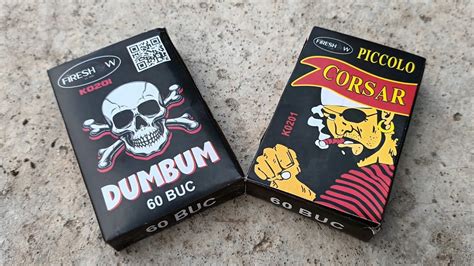 FIRESHOW
K0201
DUMBUM
60 BUC
60 BUC
FIRESHOW
PICCOLO
CORSAR
K0201
60 BUC